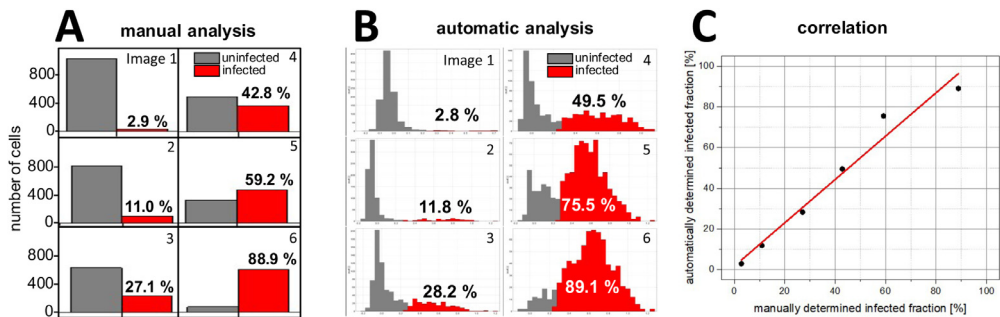 A
manual analysis
number of cells
800
400
0
800
400
0
800
400
0
Image 1
2.9 %
uninfected
infected
4
42.8 %
2
11.0 %
5
59.2 %
3
27.1 %
6
88.9 %
B
automatic analysis
Image 1
2.8 %
uninfected
infected
4
49.5 %
2
11.8 %
5
75.5 %
3
28.2 %
6
89.1 %
C
correlation
automatically determined infected fraction [%]
100
80
60
40
20
0
0 20 40 60 80 100
manually determined infected fraction [%]